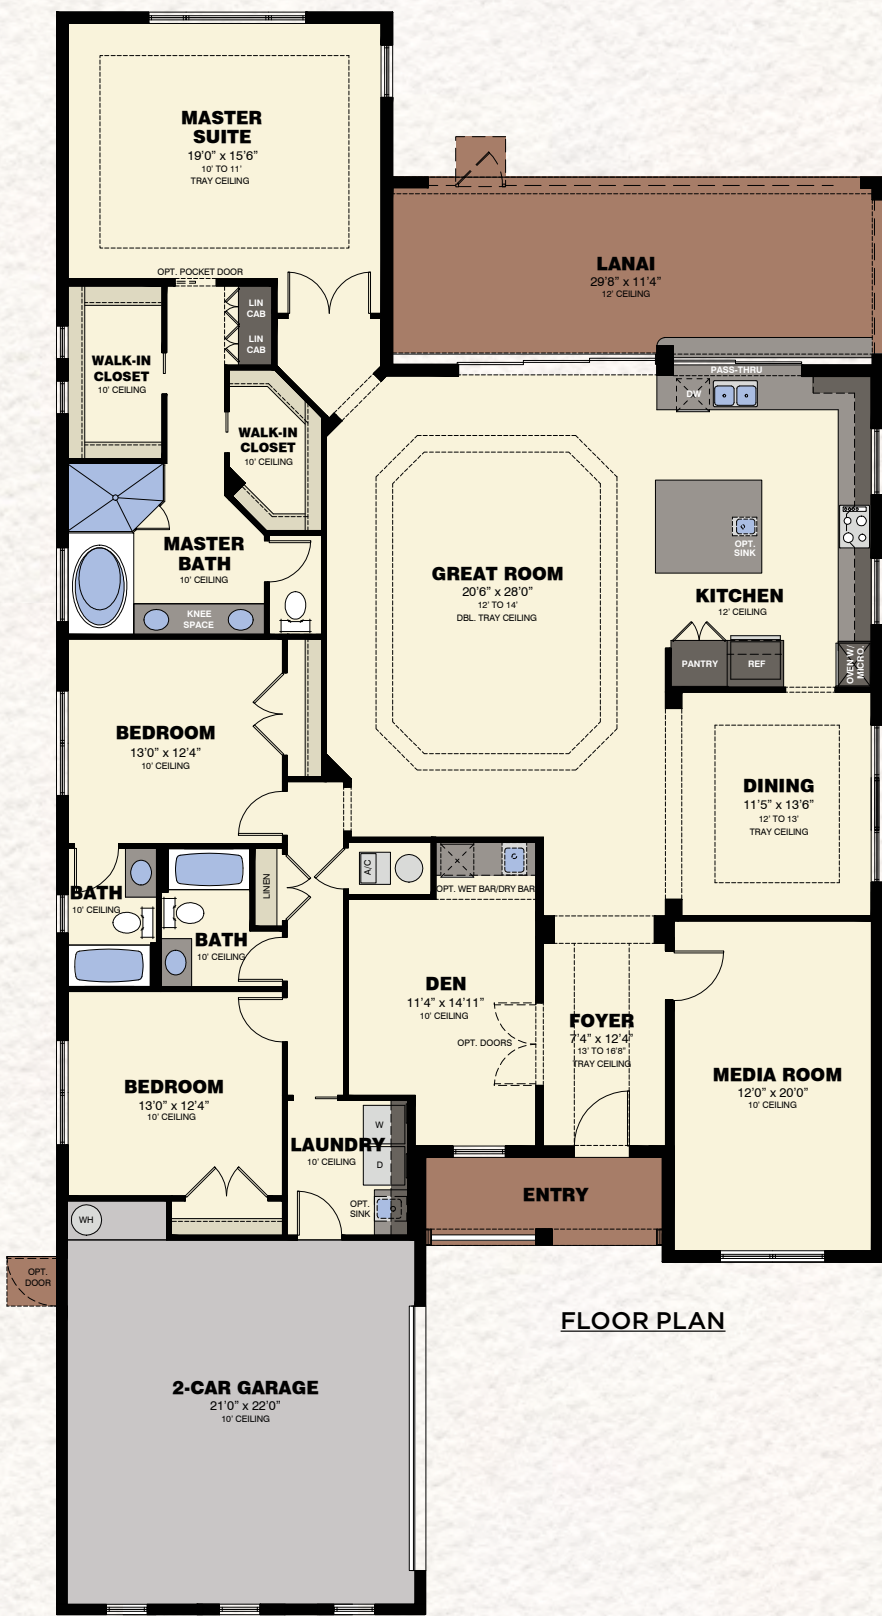 MASTER
SUITE
19'0" x 15'6"
10' TO 11'
TRAY CEILING
OPT. POCKET DOOR
LANAI
29'8" x 11'4"
12' CEILING
LIN
CAB
LIN
CAB
WALK-IN
CLOSET
10' CEILING
PASS-THRU
DW
WALK-IN
CLOSET
10' CEILING
MASTER
BATH
10' CEILING
KNEE
SPACE
GREAT ROOM
20'6" x 28'0"
12' TO 14'
DBL. TRAY CEILING
OPT.
SINK
KITCHEN
12' CEILING
PANTRY
REF
OVEN W/
MICRO.
BEDROOM
13'0" x 12'4"
10' CEILING
DINING
11'5" x 13'6"
12' TO 13'
TRAY CEILING
A/C
LINEN
OPT. WET BAR/DRY BAR
BATH
10' CEILING
BATH
10' CEILING
DEN
11'4" x 14'11"
10' CEILING
OPT. DOORS
FOYER
7'4" x 12'4"
13' TO 16'8"
TRAY CEILING
MEDIA ROOM
12'0" x 20'0"
10' CEILING
BEDROOM
13'0" x 12'4"
10' CEILING
W
LAUNDRY
10' CEILING
D
OPT.
SINK
ENTRY
WH
OPT.
DOOR
FLOOR PLAN
2-CAR GARAGE
21'0" x 22'0"
10' CEILING